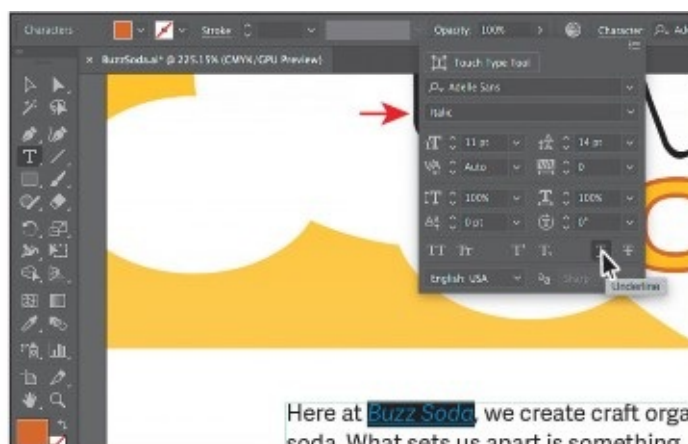 Characters
Stroke:
Opacity: 100%
Character:
× BuzzSoda.ai* @ 225.19% (CMYK/GPU Preview)
Touch Type Tool
Adelle Sans
Italic
11 pt
14 pt
Auto
0
100%
100%
0 pt
0°
English: USA
Sharp
Underline
Here at Buzz Soda, we create craft orga
soda. What sets us apart is something